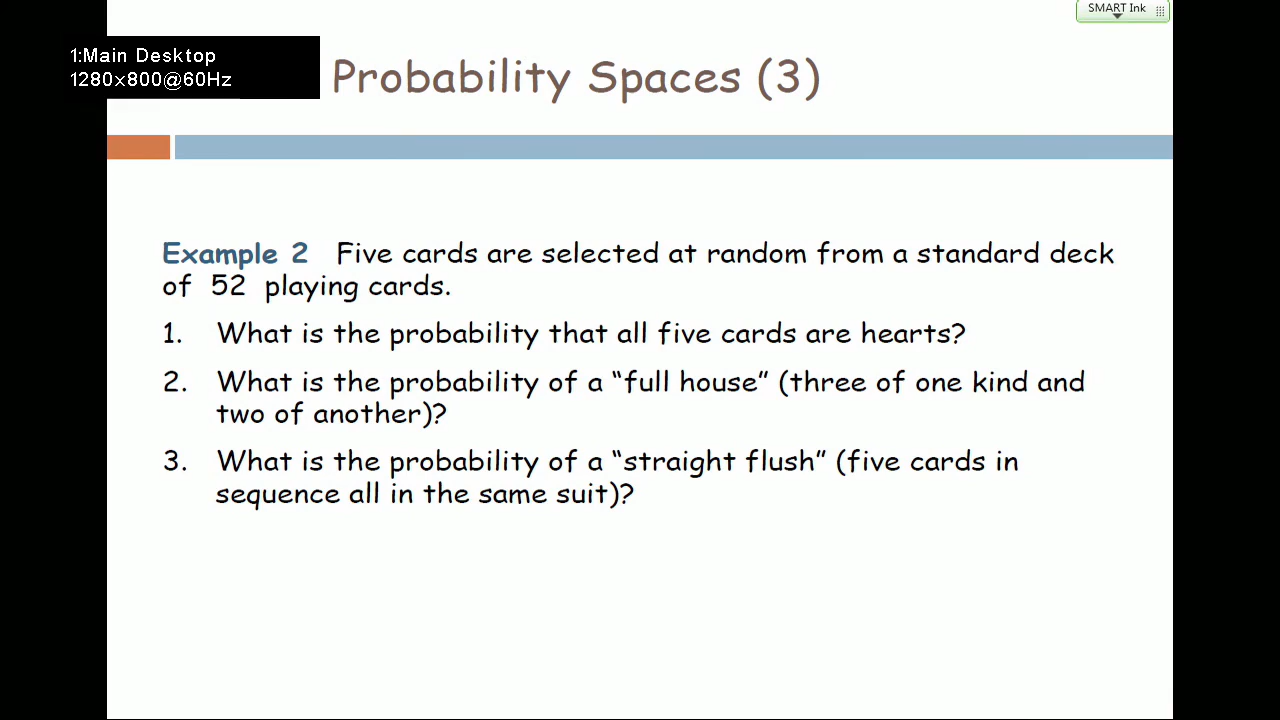 SMART Ink
1:Main Desktop
1280x800@60Hz
Probability Spaces (3)
Example 2 Five cards are selected at random from a standard deck
of 52 playing cards.
1. What is the probability that all five cards are hearts?
2. What is the probability of a “full house” (three of one kind and
two of another)?
3. What is the probability of a “straight flush” (five cards in
sequence all in the same suit)?